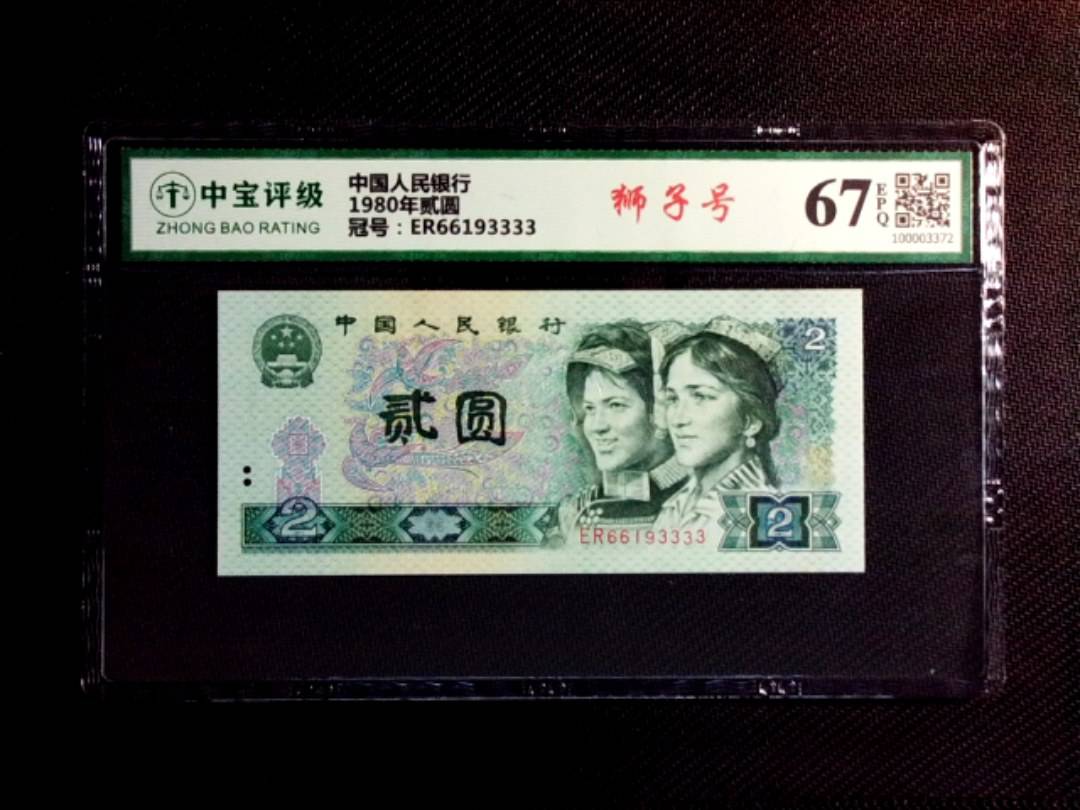 中宝评级
ZHONG BAO RATING
中国人民银行
1980年贰圆
冠号：ER66193333
狮子号
67
EPQ
100003372
中国人民银行
2
贰圆
2
ER66193333
2